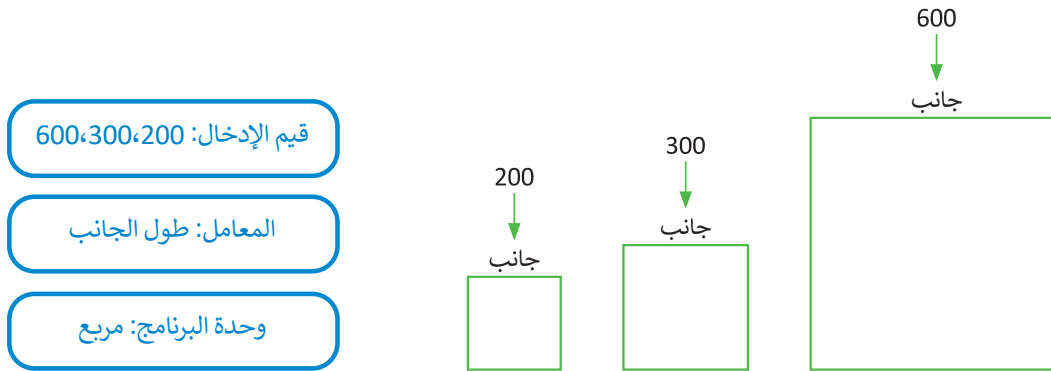 قيم الإدخال: 200،300،600
المعامل: طول الجانب
وحدة البرنامج: مربع
600
جانب
300
جانب
200
جانب